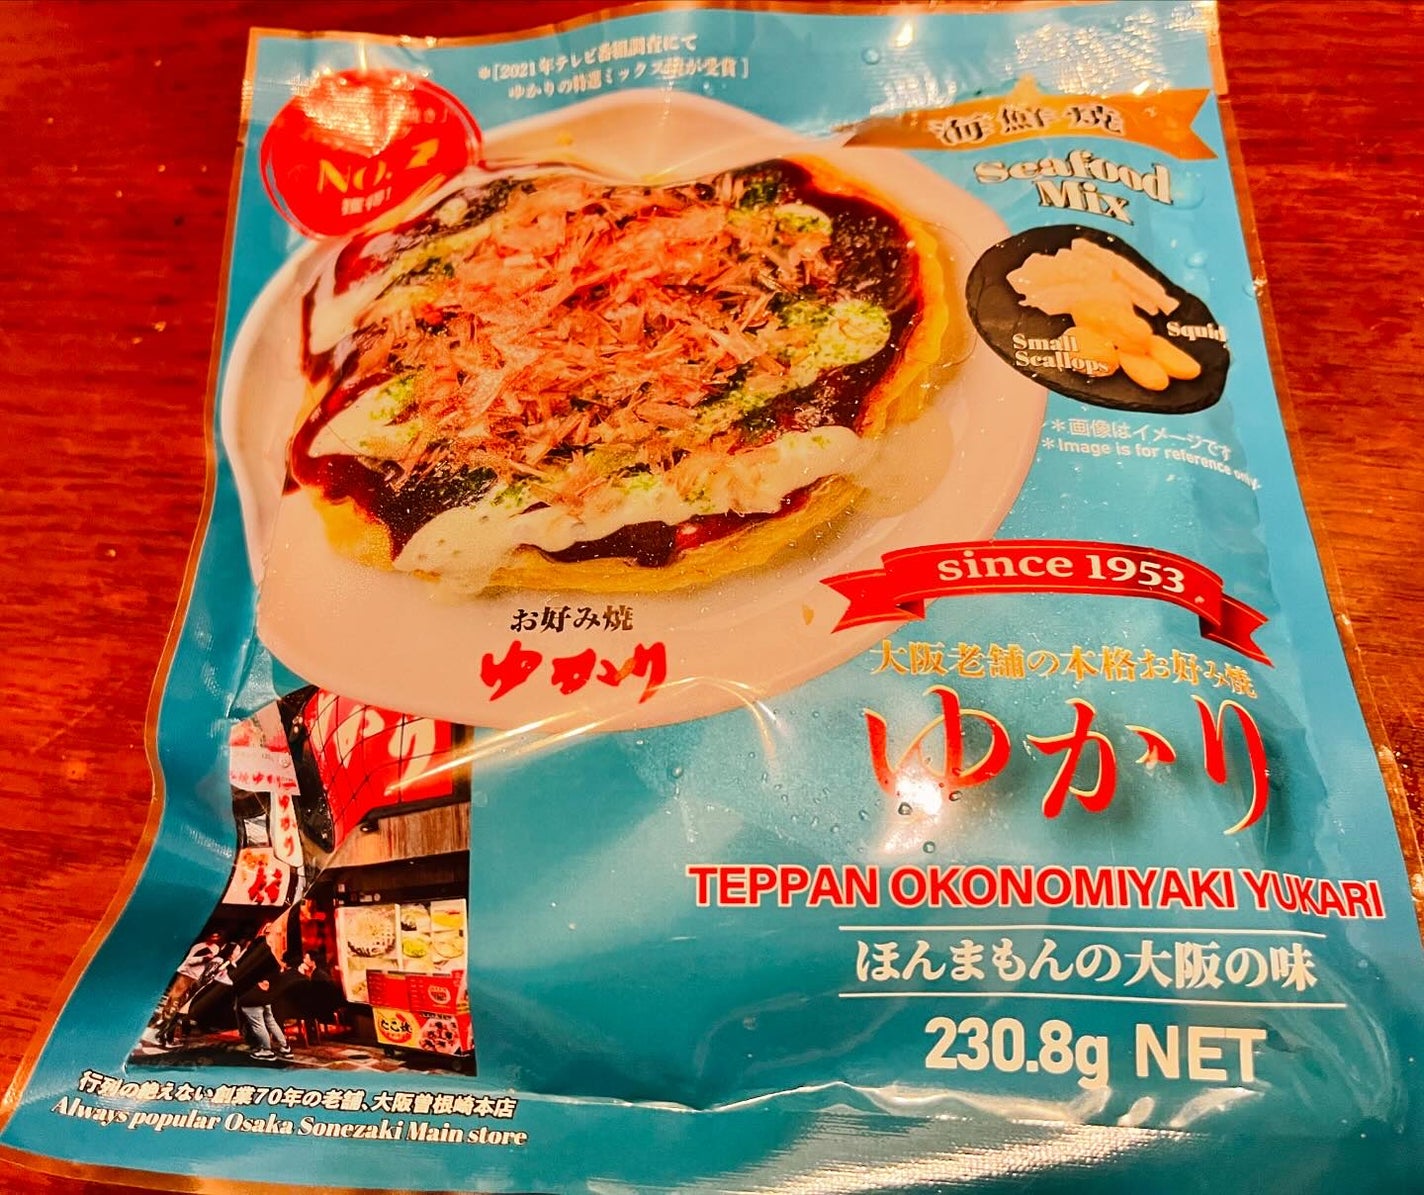 *[2021年テレビ番組調査にて
ゆかりの特選ミックス焼が受賞]
No.
獲得!
海鮮焼
Seafood
Mix
Squid
Small
Scallops
*画像はイメージです
*Image is for reference only.
since 1953
お好み焼
ゆかり
大阪老舗の本格お好み焼
ゆかり
TEPPAN OKONOMIYAKI YUKARI
ほんまもんの大阪の味
230.8g NET
ゆかり
たこ焼
行列の絶えない創業70年の老舗、大阪曽根崎本店
Always popular Osaka Sonezaki Main store